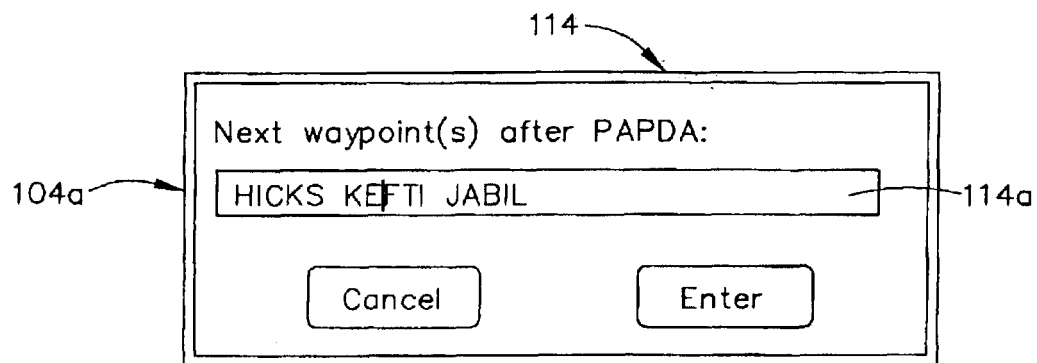 114
Next waypoint(s) after PAPDA:
104a
HICKS KEFTI JABIL
114a
Cancel Enter